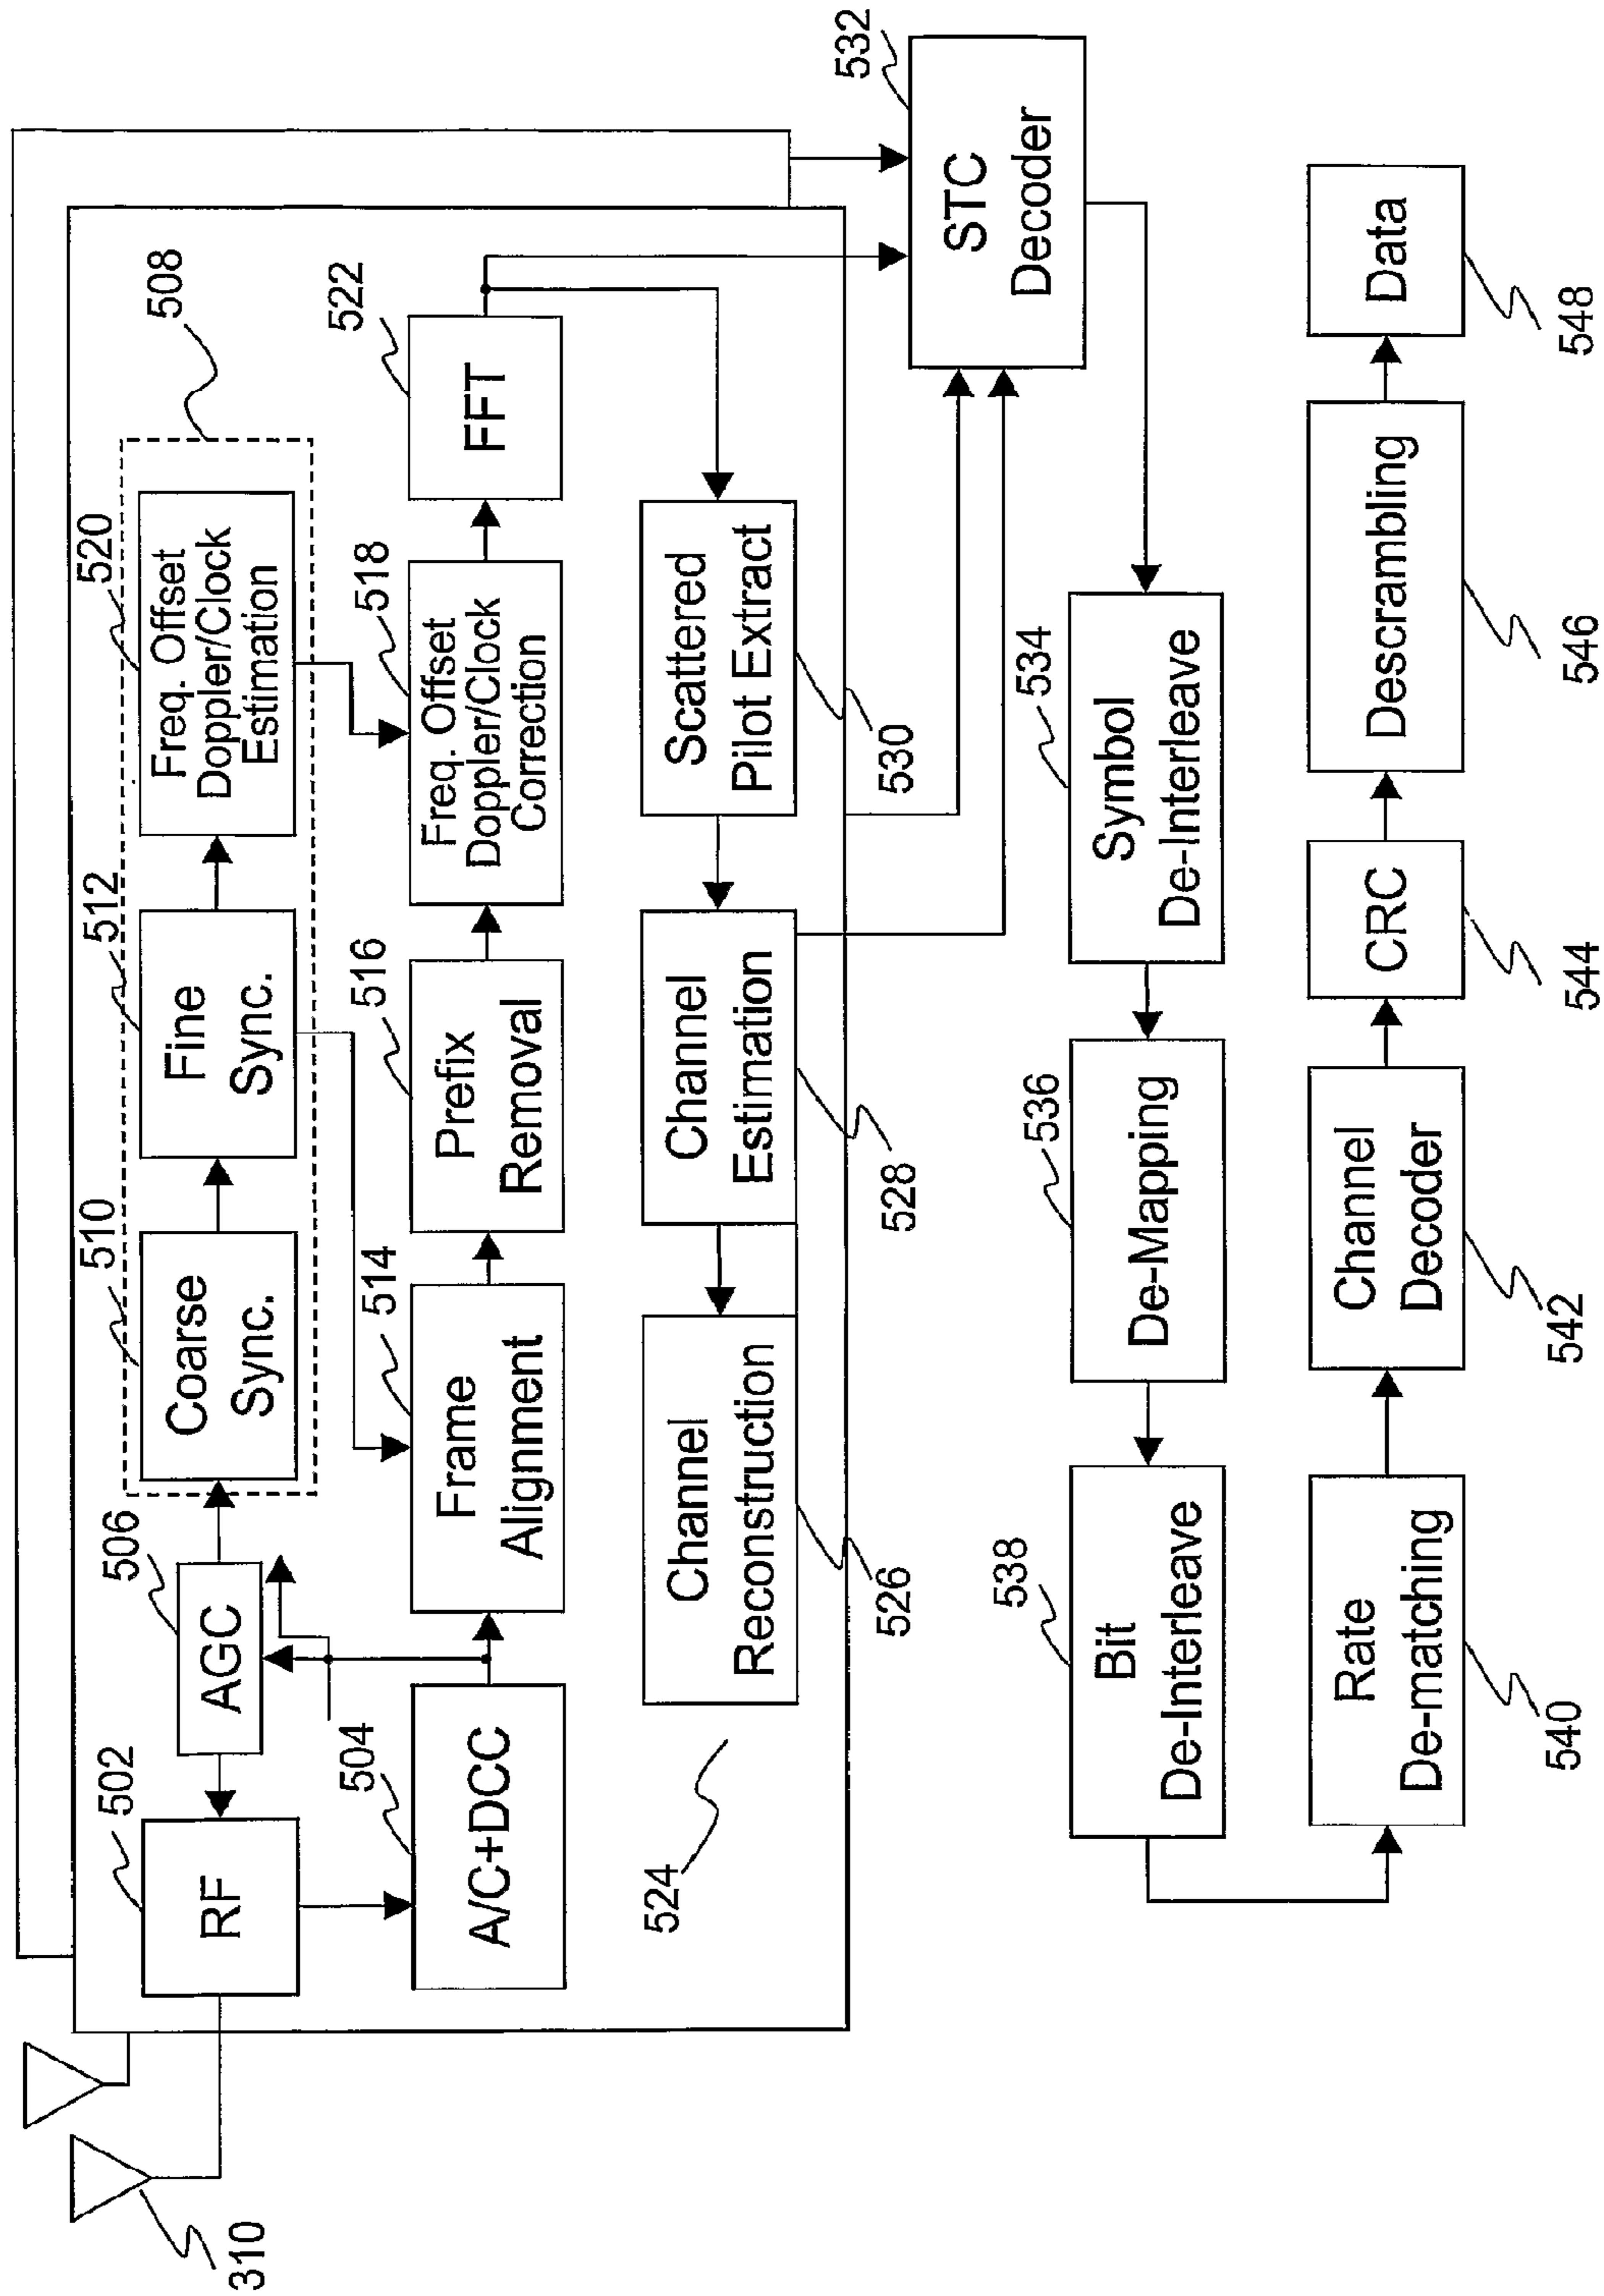 310
502
RF
506
AGC
504
A/C+DCC
508
510
Coarse
Sync.
512
Fine
Sync.
520
Freq. Offset
Doppler/Clock
Estimation
514
Frame
Alignment
516
Prefix
Removal
518
Freq. Offset
Doppler/Clock
Correction
522
FFT
524
Channel
Reconstruction
526
Channel
Estimation
528
Scattered
Pilot Extract
530
532
STC
Decoder
534
Symbol
De-Interleave
536
De-Mapping
538
Bit
De-Interleave
Rate
De-matching
540
Channel
Decoder
542
CRC
544
Descrambling
546
Data
548